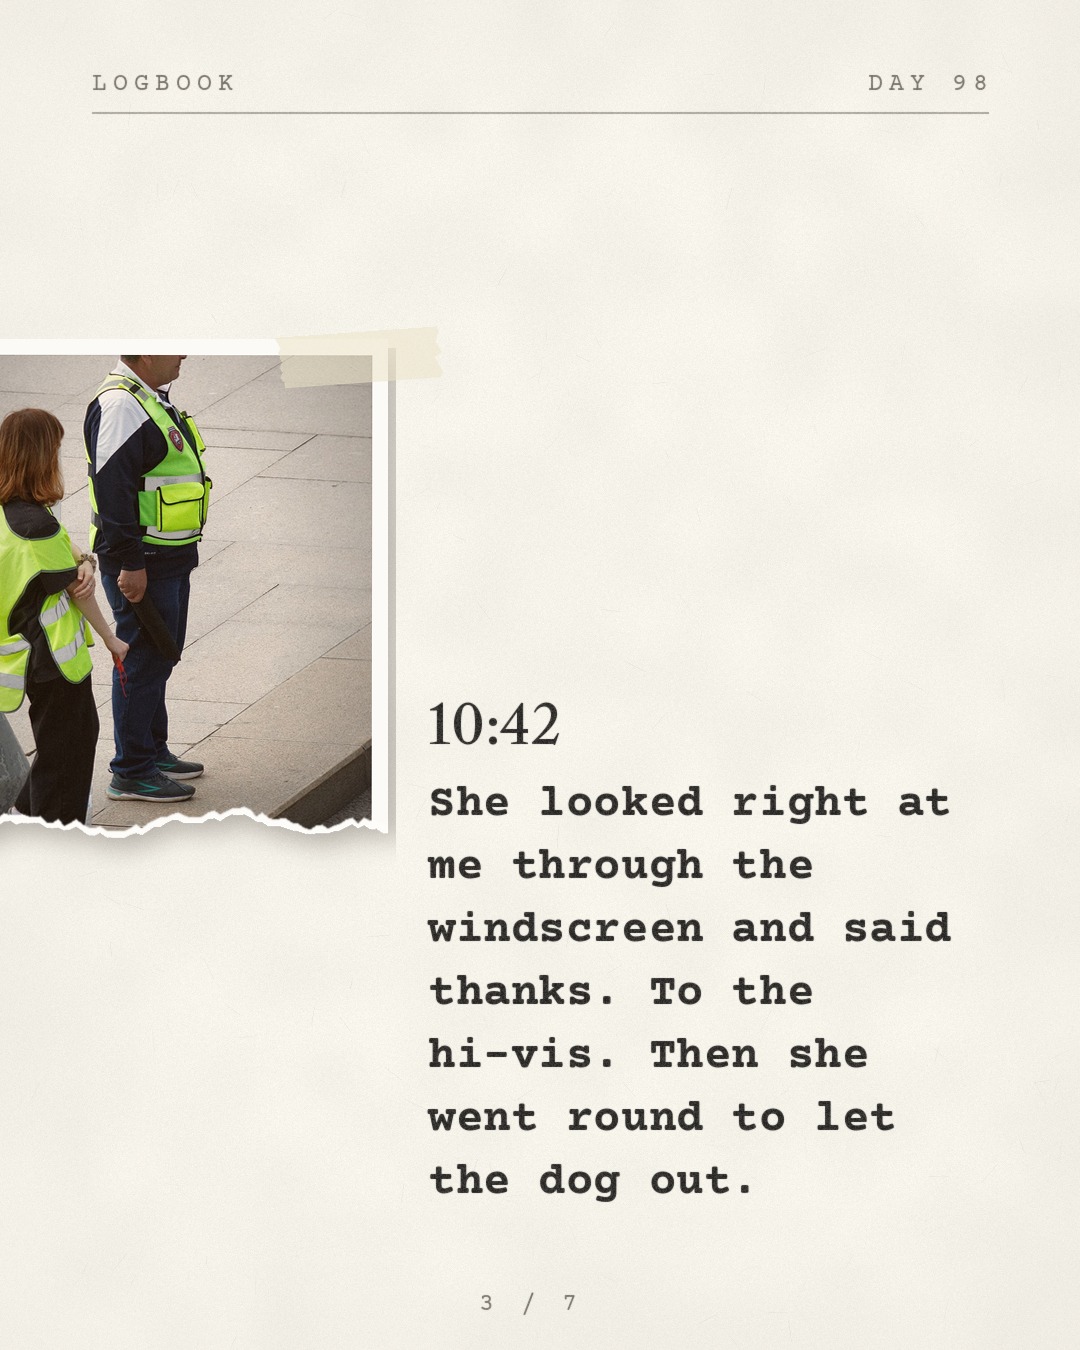 LOGBOOK
DAY 98
10:42
She looked right at
me through the
windscreen and said
thanks. To the
hi-vis. Then she
went round to let
the dog out.
3 / 7